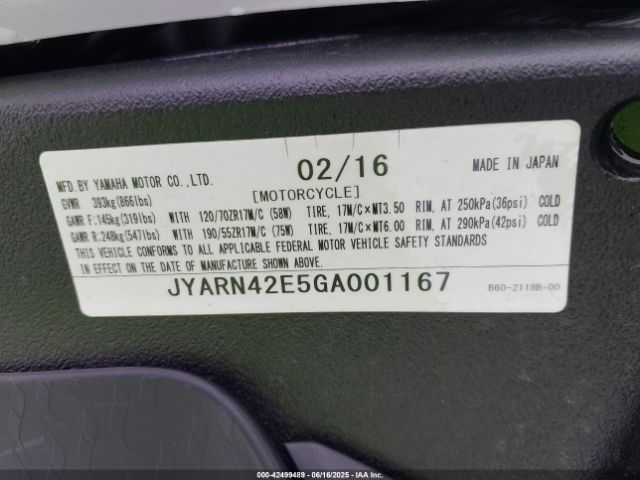 MFD.BY YAMAHA MOTOR CO.,LTD. 02/16 MADE IN JAPAN
GVWR 393kg(866lbs) [MOTORCYCLE]
GAWR F:145kg(319lbs) WITH 120/70ZR17M/C (58W) TIRE, 17M/C×MT3.50 RIM, AT 250kPa(36psi) COLD
GAWR R:248kg(547lbs) WITH 190/55ZR17M/C (75W) TIRE, 17M/C×MT6.00 RIM, AT 290kPa(42psi) COLD
THIS VEHICLE CONFORMS TO ALL APPLICABLE FEDERAL MOTOR VEHICLE SAFETY STANDARDS
IN EFFECT ON THE DATE OF MANUFACTURE SHOWN ABOVE.
JYARN42E5GA001167 B60-2118B-00
000-42499489 - 06/16/2025 - IAAI.COM